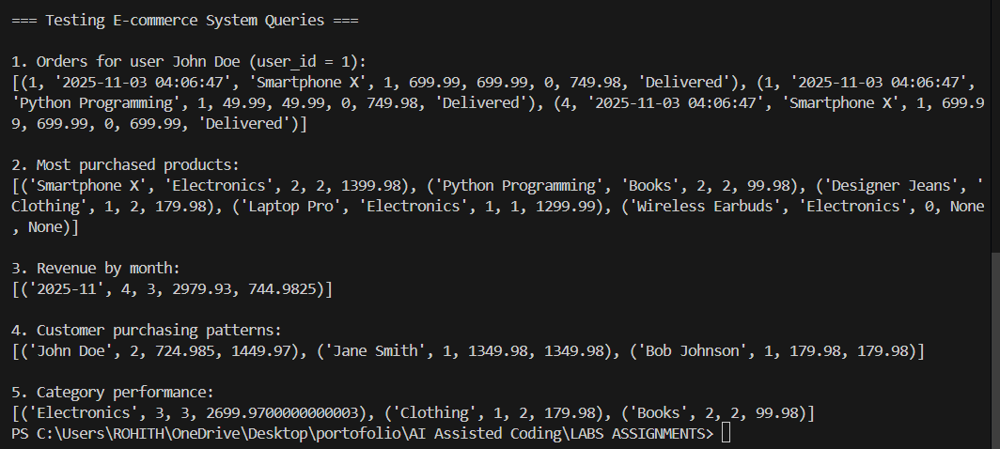 === Testing E-commerce System Queries ===
1. Orders for user John Doe (user_id = 1):
[(1, '2025-11-03 04:06:47', 'Smartphone X', 1, 699.99, 699.99, 0, 749.98, 'Delivered'), (1, '2025-11-03 04:06:47',
'Python Programming', 1, 49.99, 49.99, 0, 749.98, 'Delivered'), (4, '2025-11-03 04:06:47', 'Smartphone X', 1, 699.9
9, 699.99, 0, 699.99, 'Delivered')]
2. Most purchased products:
[('Smartphone X', 'Electronics', 2, 2, 1399.98), ('Python Programming', 'Books', 2, 2, 99.98), ('Designer Jeans', '
Clothing', 1, 2, 179.98), ('Laptop Pro', 'Electronics', 1, 1, 1299.99), ('Wireless Earbuds', 'Electronics', 0, None
, None)]
3. Revenue by month:
[('2025-11', 4, 3, 2979.93, 744.9825)]
4. Customer purchasing patterns:
[('John Doe', 2, 724.985, 1449.97), ('Jane Smith', 1, 1349.98, 1349.98), ('Bob Johnson', 1, 179.98, 179.98)]
5. Category performance:
[('Electronics', 3, 3, 2699.9700000000003), ('Clothing', 1, 2, 179.98), ('Books', 2, 2, 99.98)]
PS C:\Users\ROHITH\OneDrive\Desktop\portofolio\AI Assisted Coding\LABS ASSIGNMENTS>